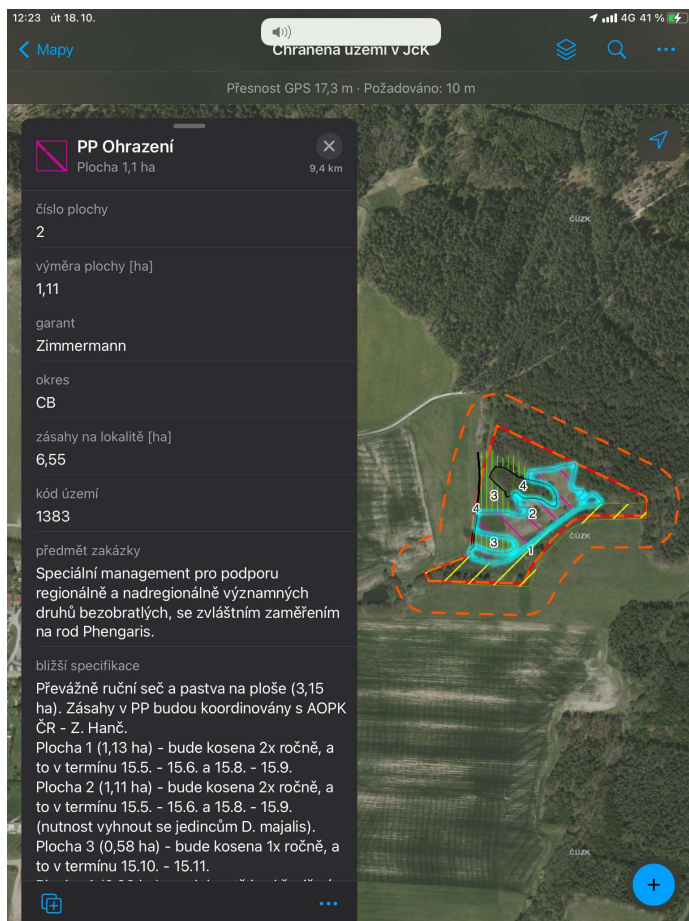 12:23 út 18. 10.
4G 41 %
Mapy
Chráněná území v JčK
Přesnost GPS 17,3 m · Požadováno: 10 m
PP Ohrazení
Plocha 1,1 ha
9,4 km
číslo plochy
2
výměra plochy [ha]
1,11
garant
Zimmermann
okres
CB
zásahy na lokalitě [ha]
6,55
kód území
1383
předmět zakázky
Speciální management pro podporu
regionálně a nadregionálně významných
druhů bezobratlých, se zvláštním zaměřením
na rod Phengaris.
bližší specifikace
Převážně ruční seč a pastva na ploše (3,15
ha). Zásahy v PP budou koordinovány s AOPK
ČR - Z. Hanč.
Plocha 1 (1,13 ha) - bude kosena 2x ročně, a
to v termínu 15.5. - 15.6. a 15.8. - 15.9.
Plocha 2 (1,11 ha) - bude kosena 2x ročně, a
to v termínu 15.5. - 15.6. a 15.8. - 15.9.
(nutnost vyhnout se jedincům D. majalis).
Plocha 3 (0,58 ha) - bude kosena 1x ročně, a
to v termínu 15.10. - 15.11.
ČÚZK
4
3
4
2
ČÚZK
3
1
ČÚZK